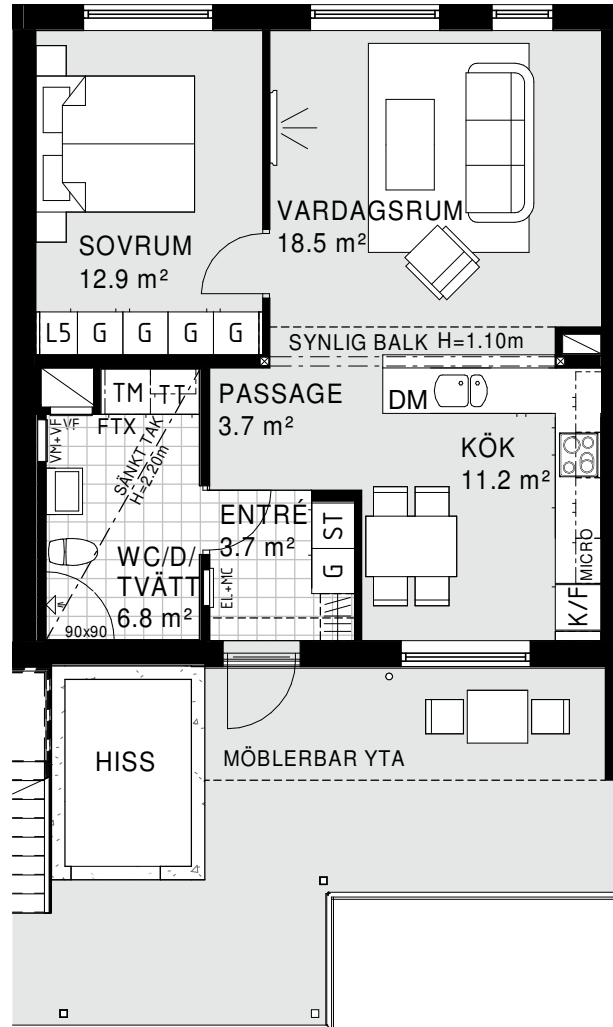 VARDAGSRUM
18.5 m²
SOVRUM
12.9 m²
L5 G G G G
SYNLIG BALK H=1.10m
TM TT
PASSAGE
3.7 m²
DM
FTX
VF
VM+VF
SÄNKT TAK
H=2.20m
KÖK
11.2 m²
ENTRÉ
3.7 m²
ST
G
WC/D/
TVÄTT
6.8 m²
EL+MC
MICRO
K/F
90x90
HISS
MÖBLERBAR YTA